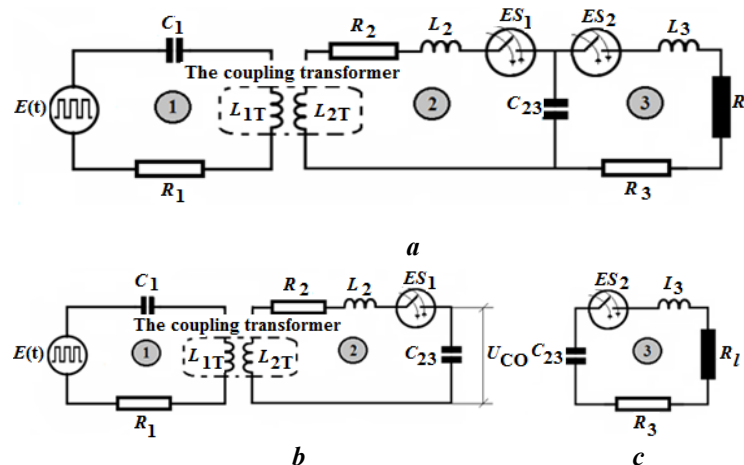 C1
R2
L2
ES1
ES2
L3
The coupling transformer
E(t)
1
L1T
L2T
2
C23
3
R
R1
R3
a
C1
R2
L2
ES1
The coupling transformer
E(t)
1
L1T
L2T
2
C23
UCO
R1
b
ES2
L3
C23
3
Rl
R3
c